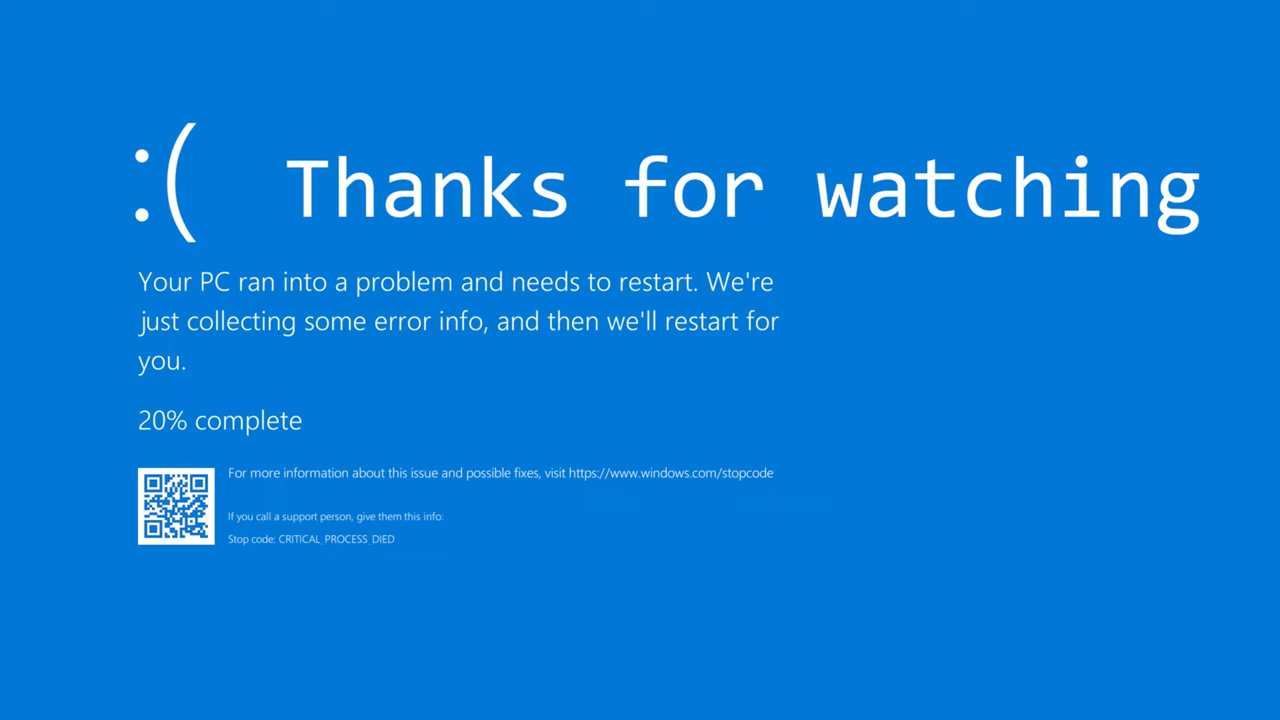 :( Thanks for watching
Your PC ran into a problem and needs to restart. We're
just collecting some error info, and then we'll restart for
you.
20% complete
For more information about this issue and possible fixes, visit https://www.windows.com/stopcode
If you call a support person, give them this info:
Stop code: CRITICAL_PROCESS_DIED